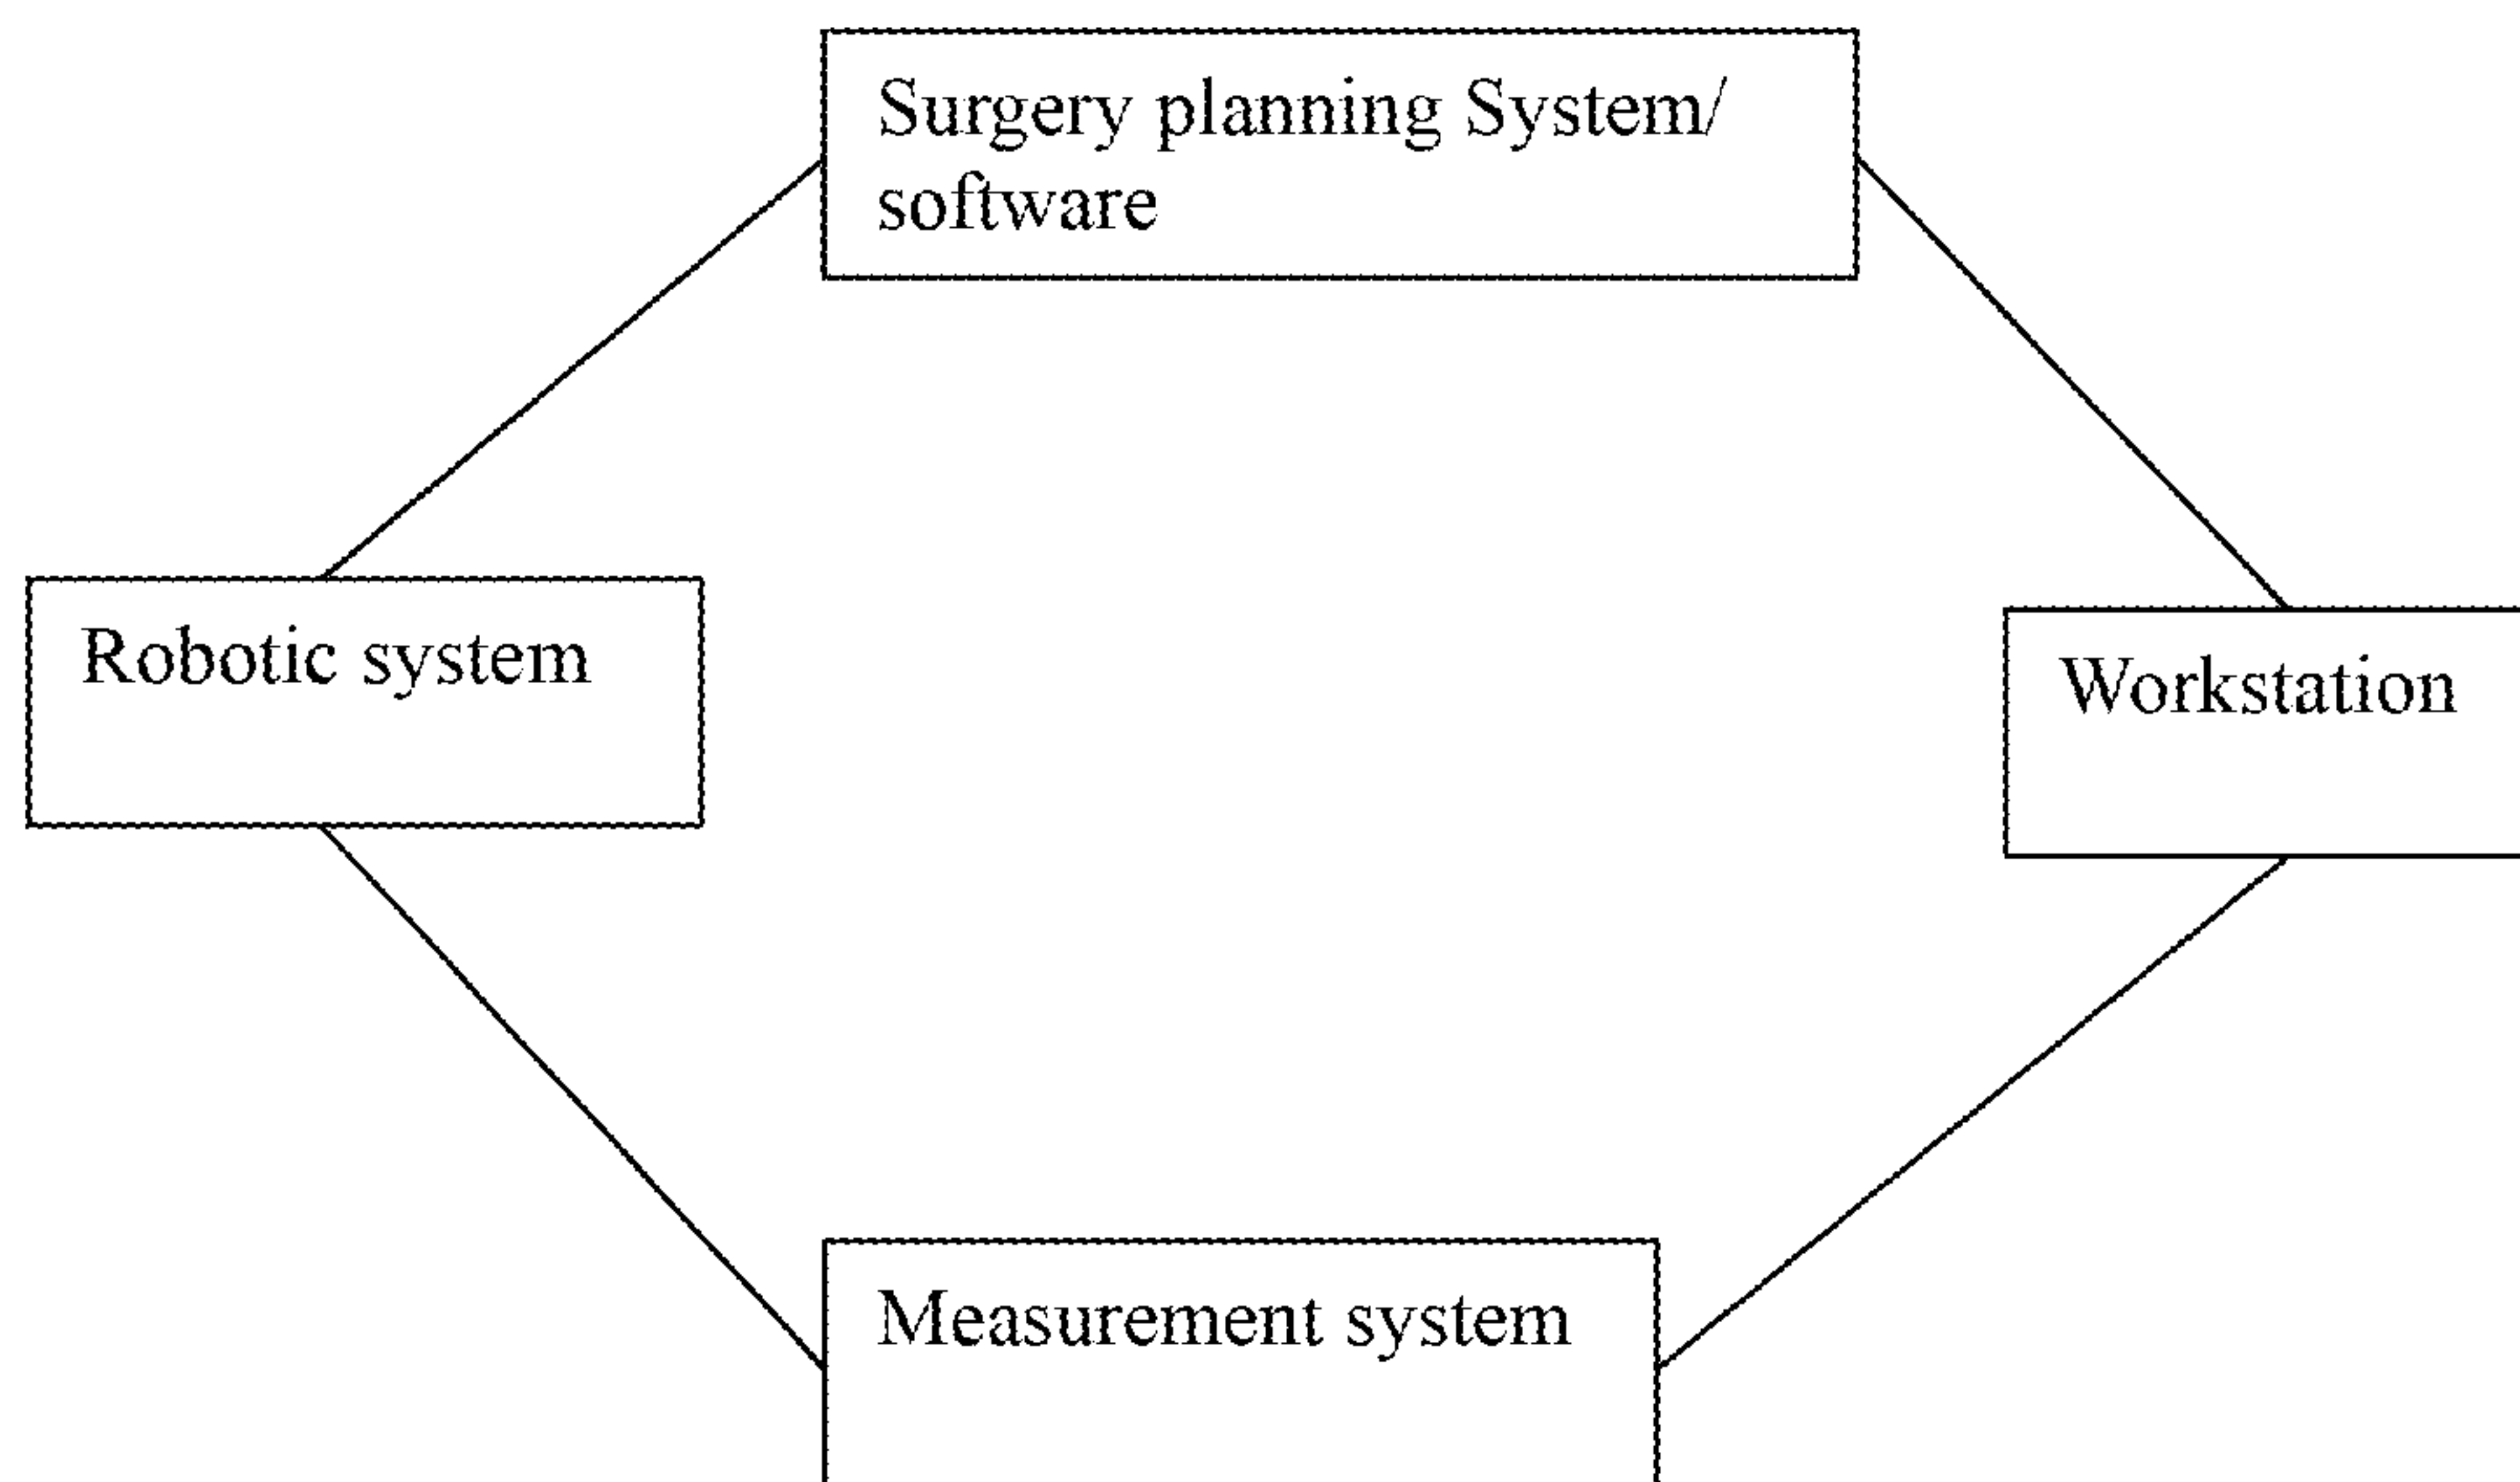 Surgery planning System/
software
Robotic system
Workstation
Measurement system